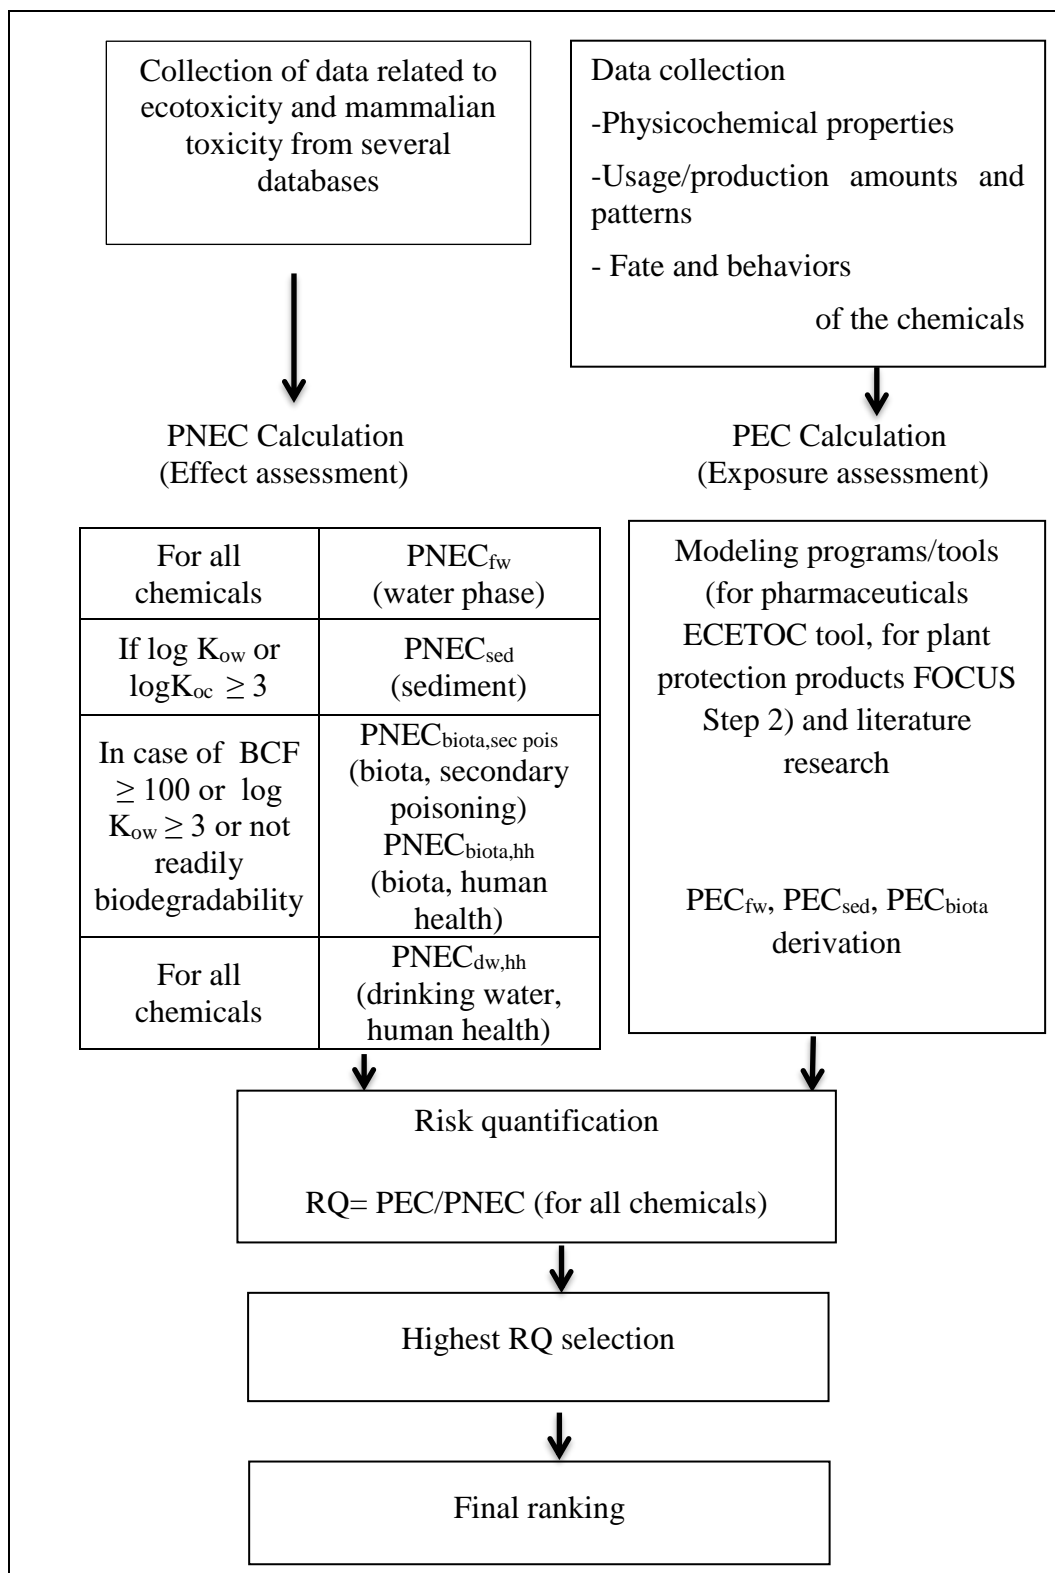 Collection of data related to
ecotoxicity and mammalian
toxicity from several
databases
Data collection
-Physicochemical properties
-Usage/production amounts and
patterns
- Fate and behaviors
of the chemicals
PNEC Calculation
(Effect assessment)
PEC Calculation
(Exposure assessment)
For all
chemicals
PNECfw
(water phase)
If log Kow or
logKoc ≥ 3
PNECsed
(sediment)
In case of BCF
≥ 100 or log
Kow ≥ 3 or not
readily
biodegradability
PNECbiota,sec pois
(biota, secondary
poisoning)
PNECbiota,hh
(biota, human
health)
For all
chemicals
PNECdw,hh
(drinking water,
human health)
Modeling programs/tools
(for pharmaceuticals
ECETOC tool, for plant
protection products FOCUS
Step 2) and literature
research
PECfw, PECsed, PECbiota
derivation
Risk quantification
RQ= PEC/PNEC (for all chemicals)
Highest RQ selection
Final ranking